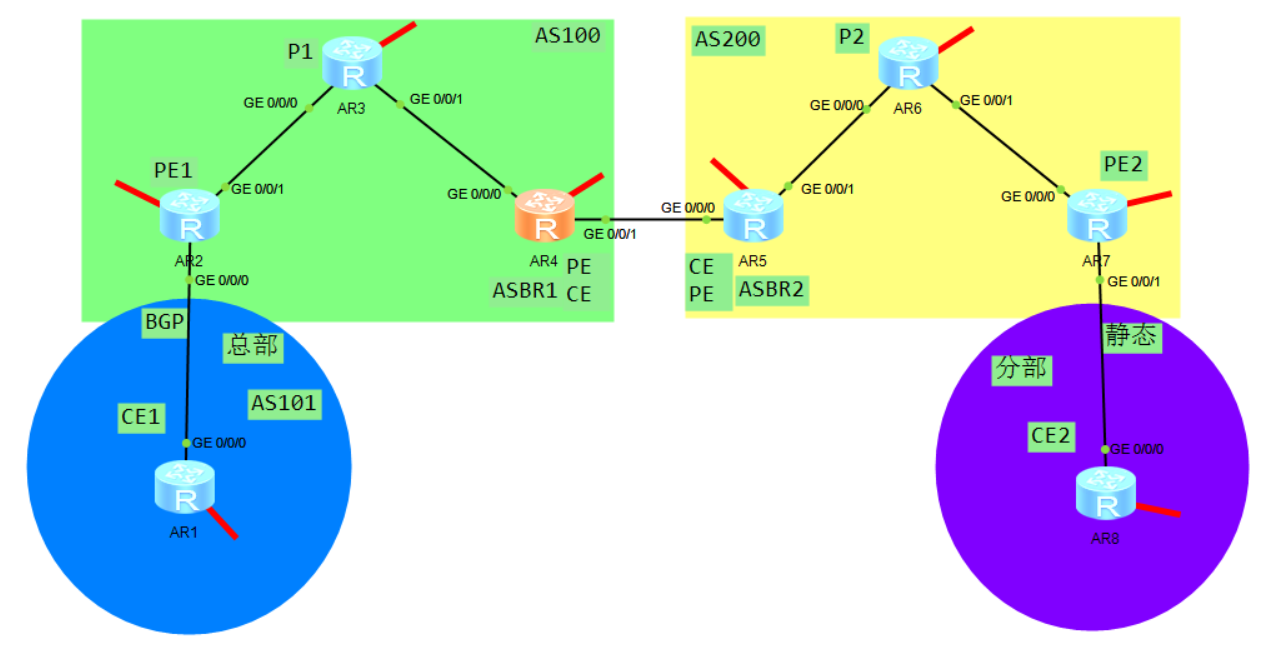 P1
AS100
AS200
P2
GE 0/0/0
GE 0/0/1
AR3
GE 0/0/0
GE 0/0/1
AR6
PE1
GE 0/0/1
GE 0/0/0
GE 0/0/1
GE 0/0/0
PE2
R
R
R
R
R
R
R
R
AR2
AR4
GE 0/0/1
GE 0/0/0
AR5
AR7
PE
CE
ASBR1
CE
PE
ASBR2
GE 0/0/0
GE 0/0/1
BGP
总部
AS101
CE1
GE 0/0/0
AR1
静态
分部
CE2
GE 0/0/0
AR8